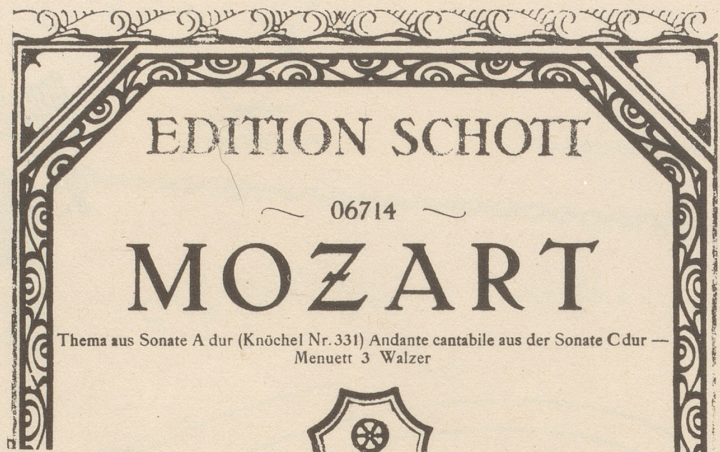 EDITION SCHOTT
~ 06714 ~
MOZART
Thema aus Sonate A dur (Knöchel Nr. 331) Andante cantabile aus der Sonate C dur —
Menuett 3 Walzer